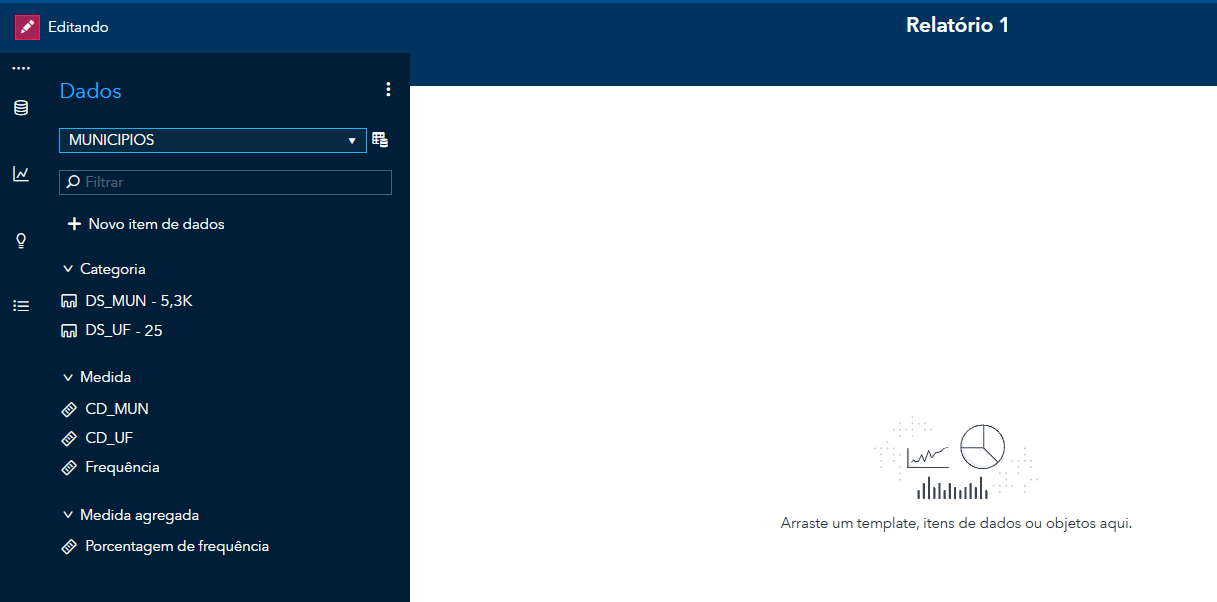 Editando
Relatório 1
Dados
MUNICIPIOS
Filtrar
Novo item de dados
Categoria
DS_MUN - 5,3K
DS_UF - 25
Medida
CD_MUN
CD_UF
Frequência
Medida agregada
Porcentagem de frequência
Arraste um template, itens de dados ou objetos aqui.